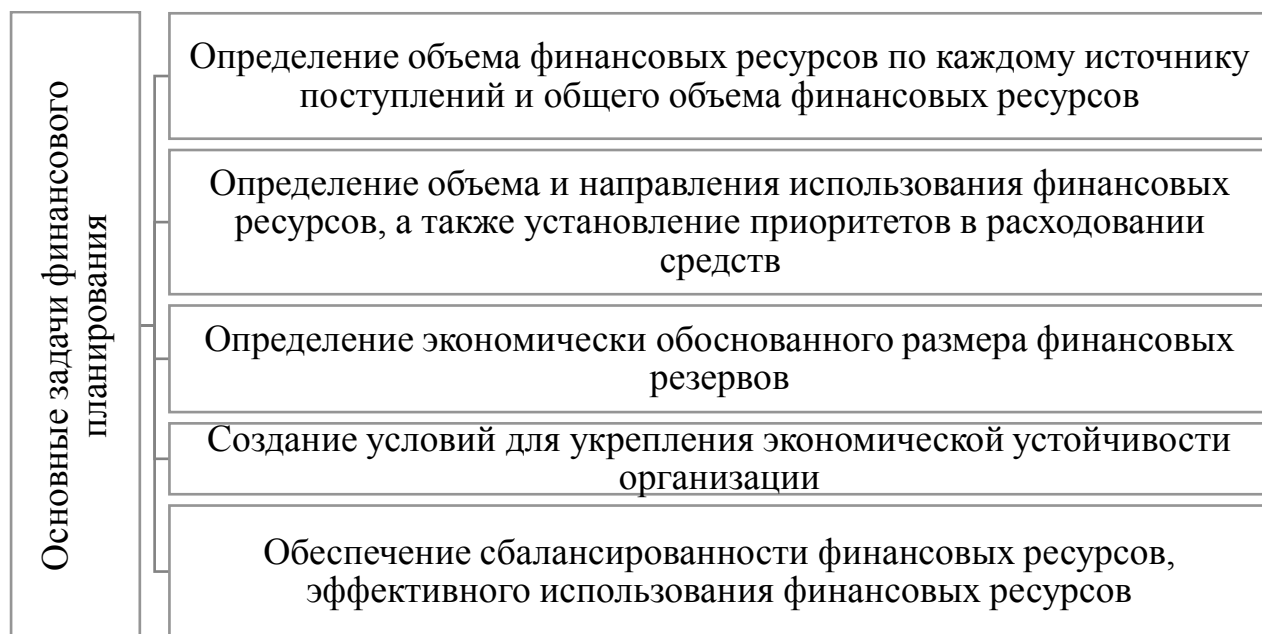 Основные задачи финансового
планирования
Определение объема финансовых ресурсов по каждому источнику
поступлений и общего объема финансовых ресурсов
Определение объема и направления использования финансовых
ресурсов, а также установление приоритетов в расходовании
средств
Определение экономически обоснованного размера финансовых
резервов
Создание условий для укрепления экономической устойчивости
организации
Обеспечение сбалансированности финансовых ресурсов,
эффективного использования финансовых ресурсов